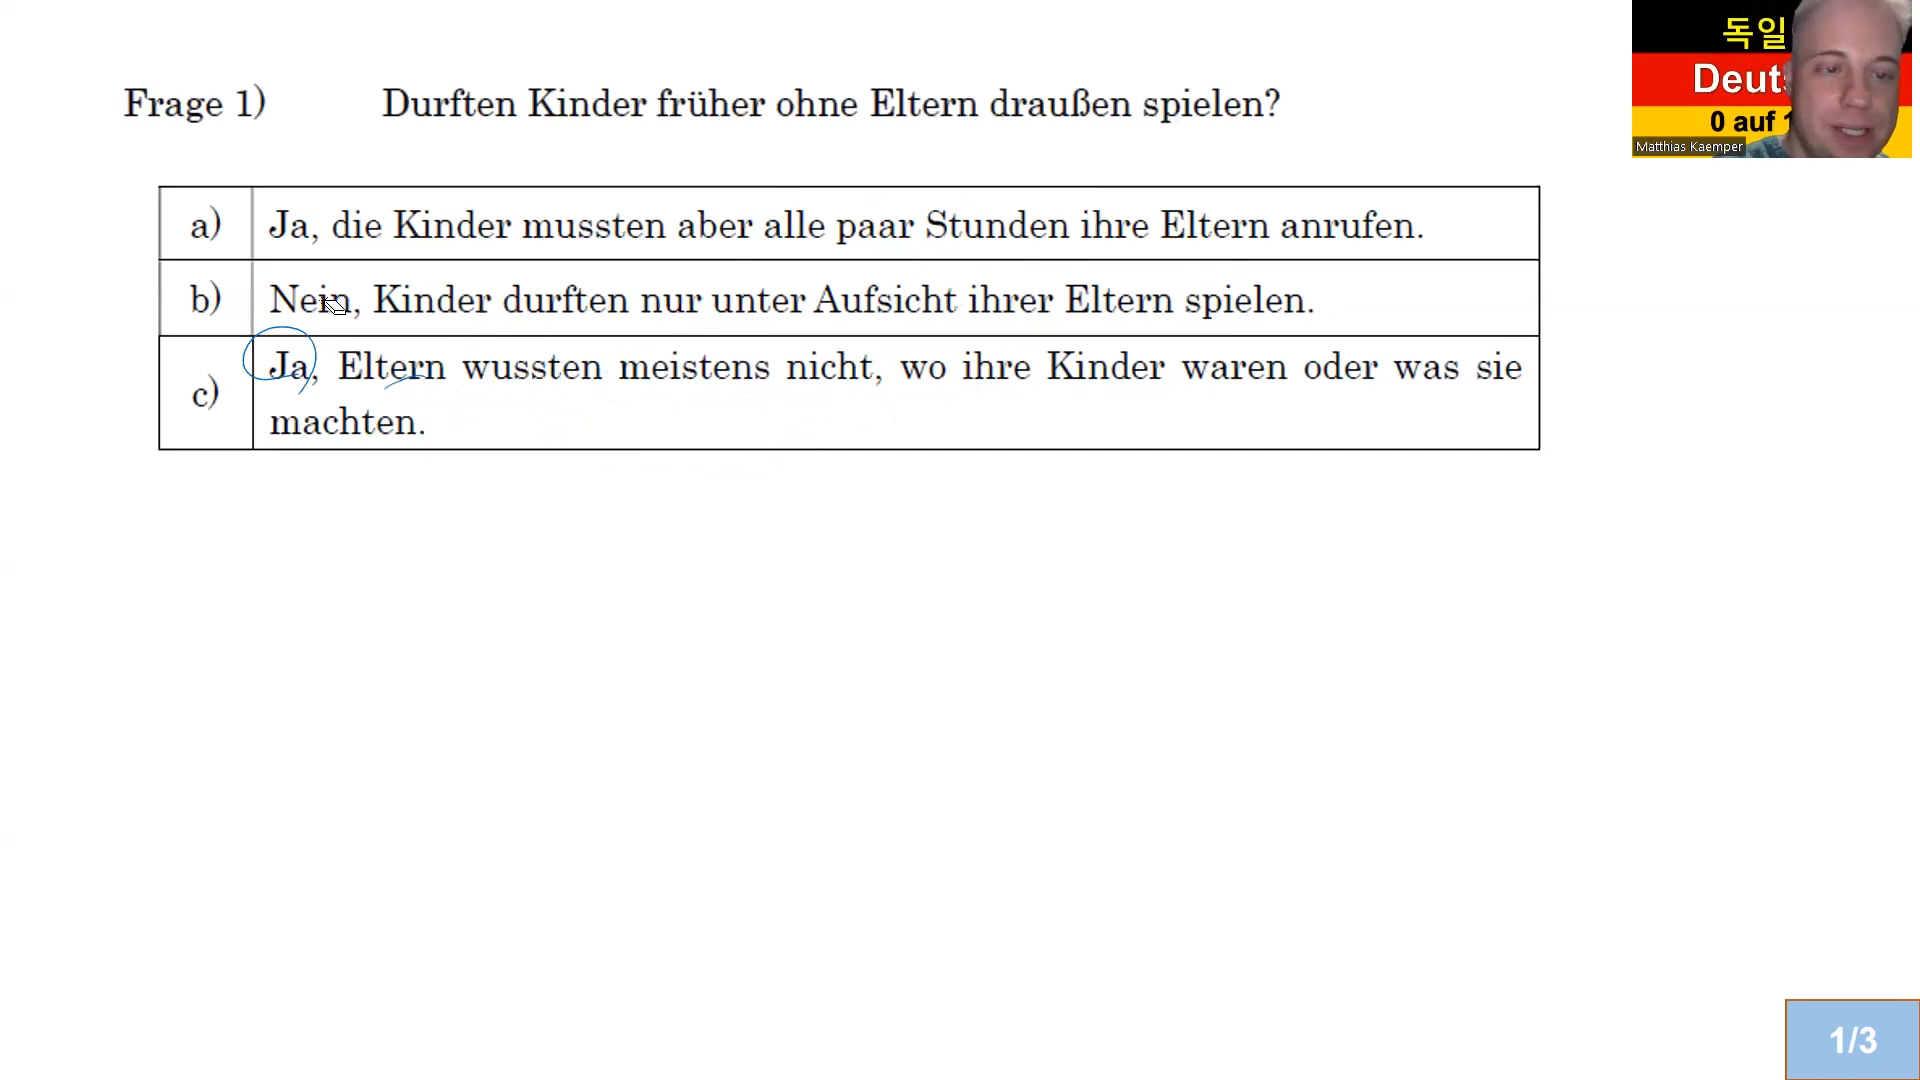 독일
Deuts
0 auf 1
Matthias Kaemper
Frage 1) Durften Kinder früher ohne Eltern draußen spielen?
a) Ja, die Kinder mussten aber alle paar Stunden ihre Eltern anrufen.
b) Nein, Kinder durften nur unter Aufsicht ihrer Eltern spielen.
c) Ja, Eltern wussten meistens nicht, wo ihre Kinder waren oder was sie
machten.
1/3